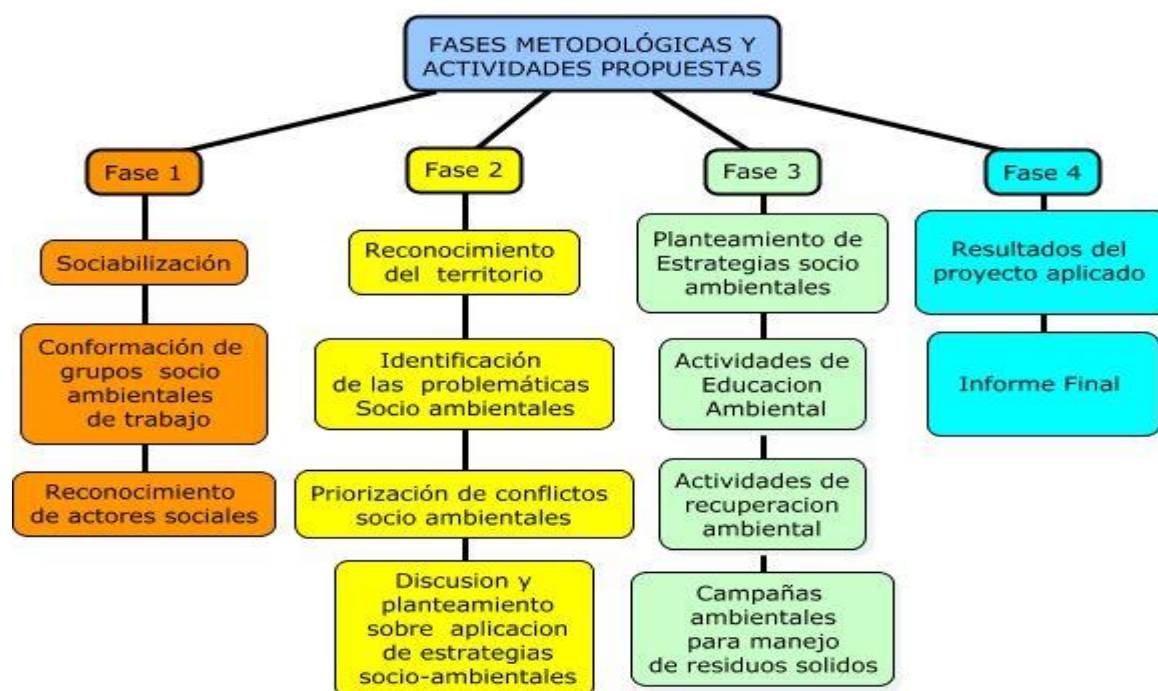 FASES METODOLÓGICAS Y
ACTIVIDADES PROPUESTAS
Fase 1
Sociabilización
Conformación de
grupos socio
ambientales
de trabajo
Reconocimiento
de actores sociales
Fase 2
Reconocimiento
del territorio
Identificación
de las problemáticas
Socio ambientales
Priorización de conflictos
socio ambientales
Discusion y
planteamiento
sobre aplicacion
de estrategias
socio-ambientales
Fase 3
Planteamiento de
Estrategias socio
ambientales
Actividades de
Educacion
Ambiental
Actividades de
recuperacion
ambiental
Campañas
ambientales
para manejo
de residuos solidos
Fase 4
Resultados del
proyecto aplicado
Informe Final